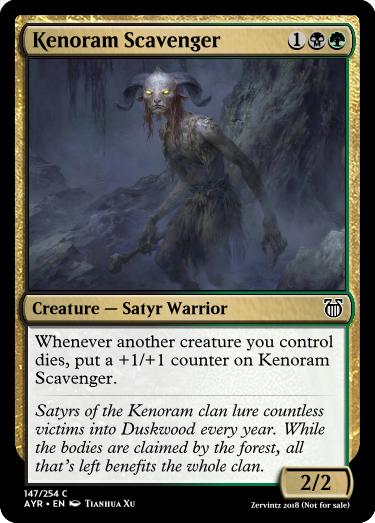 Kenoram Scavenger 1
Creature — Satyr Warrior
Whenever another creature you control
dies, put a +1/+1 counter on Kenoram
Scavenger.
Satyrs of the Kenoram clan lure countless
victims into Duskwood every year. While
the bodies are claimed by the forest, all
that's left benefits the whole clan.
2/2
147/254 C
AYR • EN Tianhua Xu
Zervintz 2018 (Not for sale)